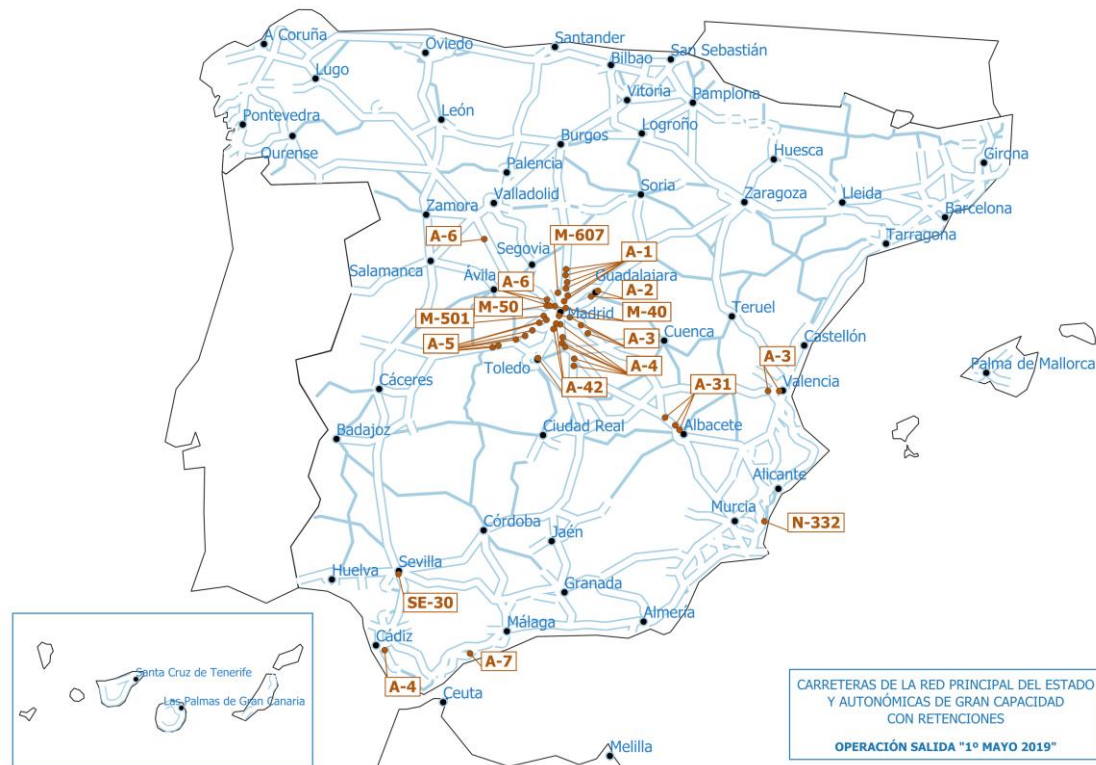 A Coruña
Oviedo
Santander
San Sebastián
Bilbao
Lugo
Vitoria
Pamplona
Pontevedra
León
Logroño
Burgos
Ourense
Huesca
Girona
Palencia
Soria
Valladolid
Zaragoza
Lleida
Zamora
Barcelona
A-6
M-607
Tarragona
Segovia
A-1
Salamanca
Ávila
A-6
Guadalajara
A-2
M-50
M-501
Madrid
M-40
Teruel
A-5
A-3
Cuenca
Castellón
Toledo
A-4
A-3
Palma de Mallorca
A-42
A-31
Valencia
Cáceres
Badajoz
Ciudad Real
Albacete
Alicante
Murcia
N-332
Córdoba
Jaén
Sevilla
Huelva
SE-30
Granada
Almería
Málaga
Cádiz
A-7
A-4
Ceuta
Melilla
Santa Cruz de Tenerife
Las Palmas de Gran Canaria
CARRETERAS DE LA RED PRINCIPAL DEL ESTADO
Y AUTONÓMICAS DE GRAN CAPACIDAD
CON RETENCIONES
OPERACIÓN SALIDA "1º MAYO 2019"